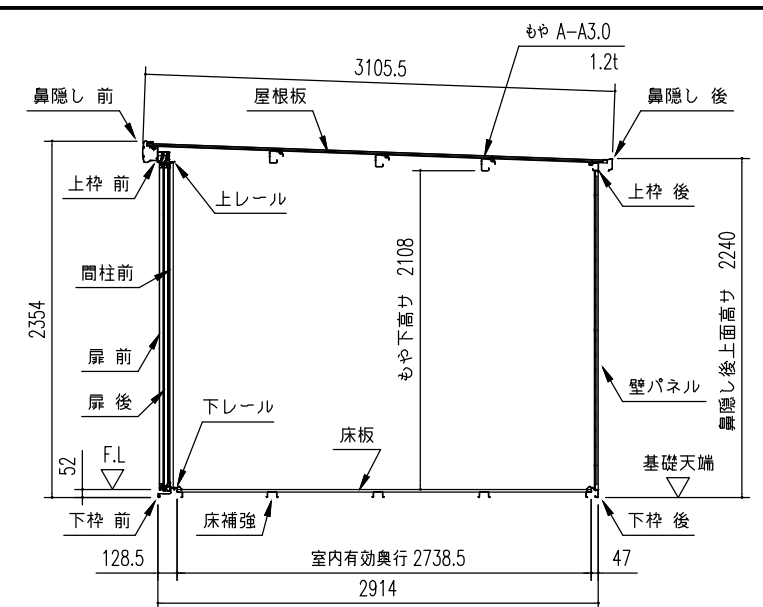 もや A-A3.0
3105.5
1.2t
鼻隠し 前
屋根板
鼻隠し 後
上枠 前
上レール
上枠 後
間柱前
もや下高サ 2108
鼻隠し後上面高サ 2240
2354
扉 前
壁パネル
扉 後
下レール
床板
F.L
52
基礎天端
下枠 前
床補強
下枠 後
128.5
室内有効奥行 2738.5
47
2914